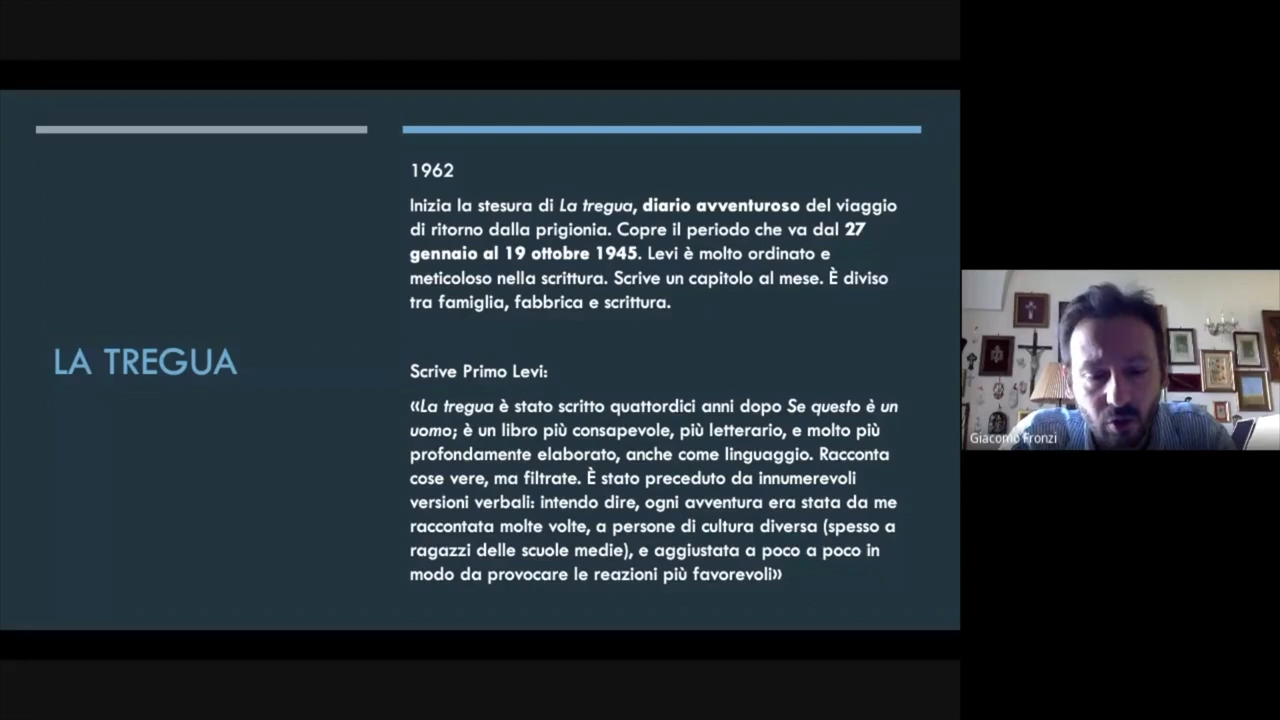 LA TREGUA
1962
Inizia la stesura di La tregua, diario avventuroso del viaggio
di ritorno dalla prigionia. Copre il periodo che va dal 27
gennaio al 19 ottobre 1945. Levi è molto ordinato e
meticoloso nella scrittura. Scrive un capitolo al mese. È diviso
tra famiglia, fabbrica e scrittura.
Scrive Primo Levi:
«La tregua è stato scritto quattordici anni dopo Se questo è un
uomo; è un libro più consapevole, più letterario, e molto più
profondamente elaborato, anche come linguaggio. Racconta
cose vere, ma filtrate. È stato preceduto da innumerevoli
versioni verbali: intendo dire, ogni avventura era stata da me
raccontata molte volte, a persone di cultura diversa (spesso a
ragazzi delle scuole medie), e aggiustata a poco a poco in
modo da provocare le reazioni più favorevoli»
Giacomo Fronzi